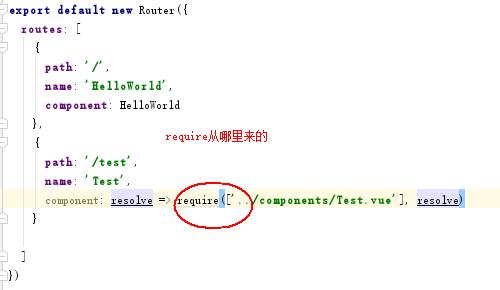 export default new Router({
routes: [
{
path: '/',
name: 'HelloWorld',
component: HelloWorld
},
require从哪里来的
{
path: '/test',
name: 'Test',
component: resolve => require(['../components/Test.vue'], resolve)
}
]
})